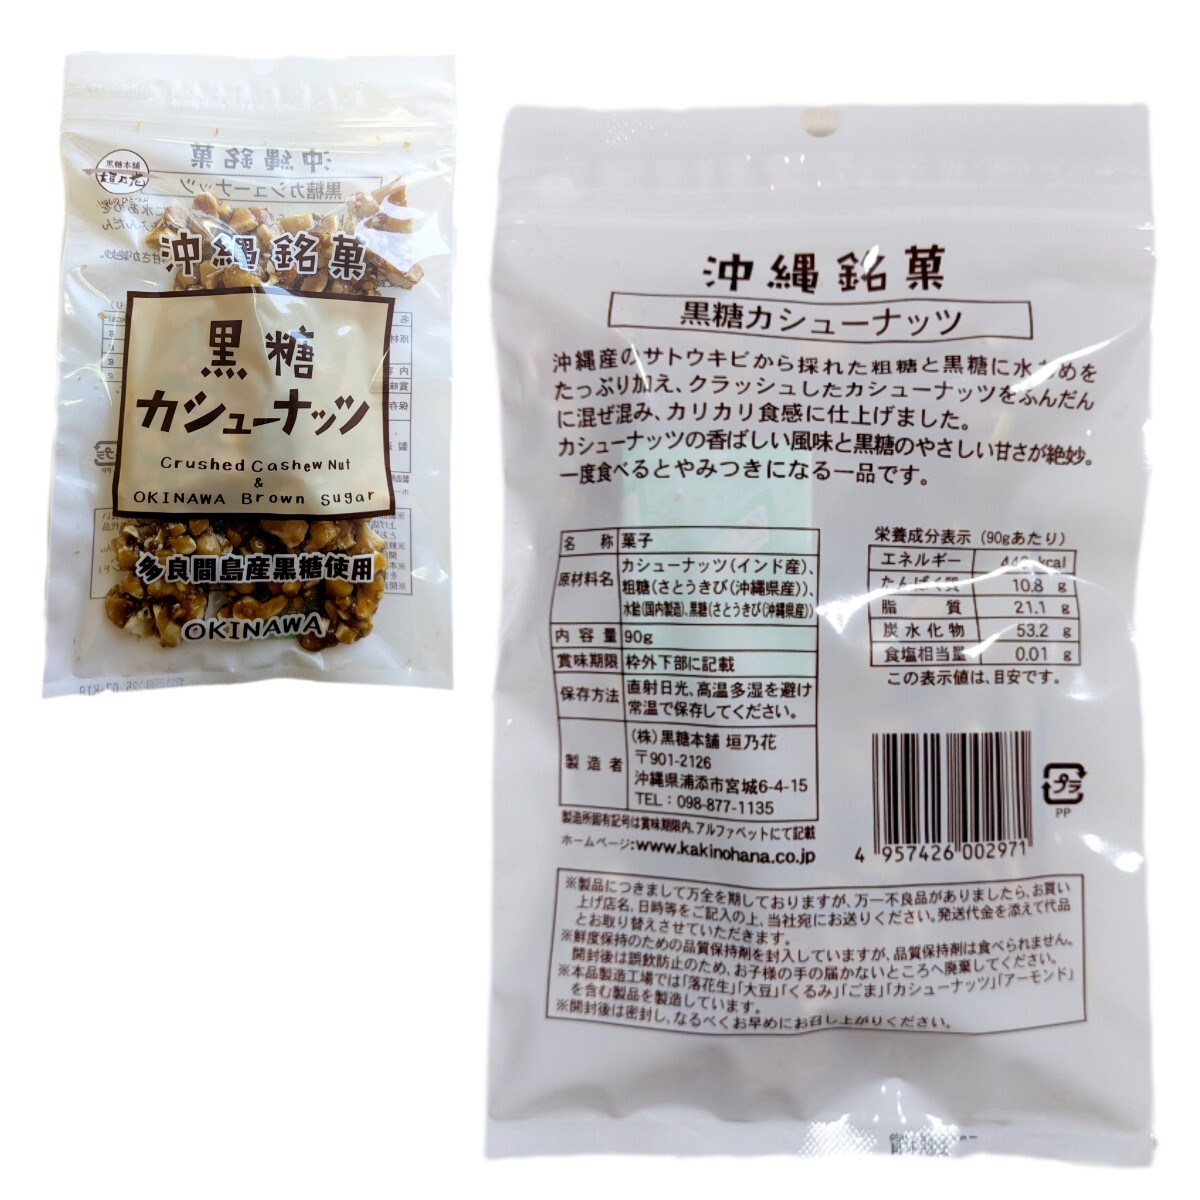 黒糖本舗
垣乃花
沖縄銘菓
黒糖
カシューナッツ
Crushed Cashew Nut
&
OKINAWA Brown Sugar
多良間島産黒糖使用
OKINAWA
沖縄銘菓
黒糖カシューナッツ
沖縄産のサトウキビから採れた粗糖と黒糖に水あめを
たっぷり加え、クラッシュしたカシューナッツをふんだん
に混ぜ混み、カリカリ食感に仕上げました。
カシューナッツの香ばしい風味と黒糖のやさしい甘さが絶妙。
一度食べるとやみつきになる一品です。
名称 菓子
原材料名 カシューナッツ(インド産)、
粗糖(さとうきび(沖縄県産))、
水飴(国内製造)、黒糖(さとうきび(沖縄県産))
内容量 90g
賞味期限 枠外下部に記載
保存方法 直射日光、高温多湿を避け
常温で保存してください。
製造者 (株)黒糖本舗 垣乃花
〒901-2126
沖縄県浦添市宮城6-4-15
TEL:098-877-1135
製造所固有記号は賞味期限内、アルファベットにて記載
ホームページ:www.kakinohana.co.jp
栄養成分表示(90gあたり)
エネルギー kcal
たんぱく質 10.8 g
脂質 21.1 g
炭水化物 53.2 g
食塩相当量 0.01 g
この表示値は、目安です。
プラ
PP
4 957426 002971
※製品につきまして万全を期しておりますが、万一不良品がありましたら、お買い
上げ店名、日時等をご記入の上、当社宛にお送りください。発送代金を添えて代品
とお取り替えさせていただきます。
※鮮度保持のための品質保持剤を封入していますが、品質保持剤は食べられません。
開封後は誤飲防止のため、お子様の手の届かないところへ廃棄してください。
※本品製造工場では「落花生」「大豆」「くるみ」「ごま」「カシューナッツ」「アーモンド」
を含む製品を製造しています。
※開封後は密封し、なるべくお早めにお召し上がりください。